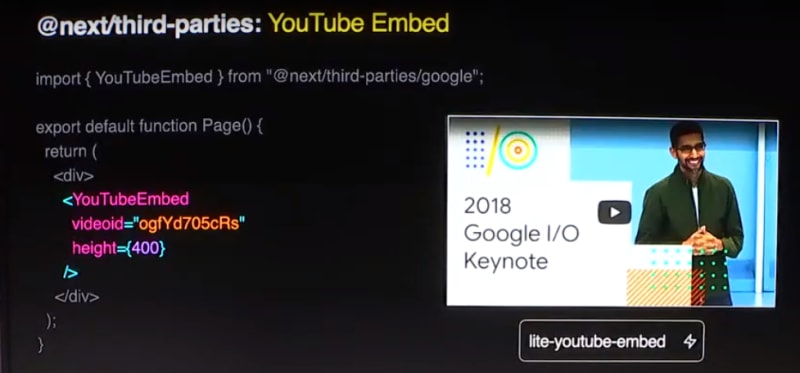 @next/third-parties: YouTube Embed
import { YouTubeEmbed } from "@next/third-parties/google";
export default function Page() {
return (
<div>
<YouTubeEmbed
videoid="ogfYd705cRs"
height={400}
/>
</div>
);
}
I/O
2018
Google I/O
Keynote
lite-youtube-embed